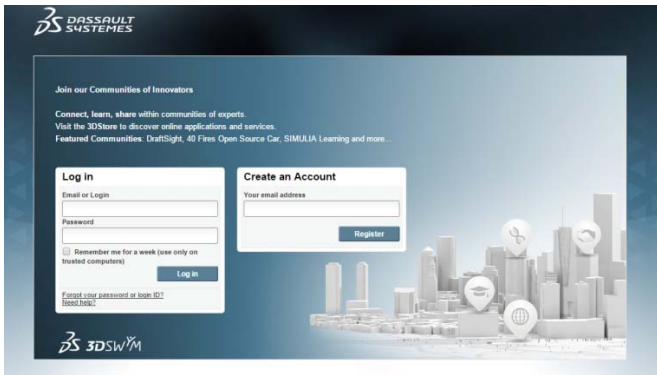 DASSAULT
SYSTEMES
Join our Communities of Innovators
Connect, learn, share within communities of experts.
Visit the 3DStore to discover online applications and services.
Featured Communities: DraftSight, 40 Fires Open Source Car, SIMULIA Learning and more...
Log in
Email or Login
Password
Remember me for a week (use only on
trusted computers)
Log in
Forgot your password or login ID?
Need help?
Create an Account
Your email address
Register
3DSWYM